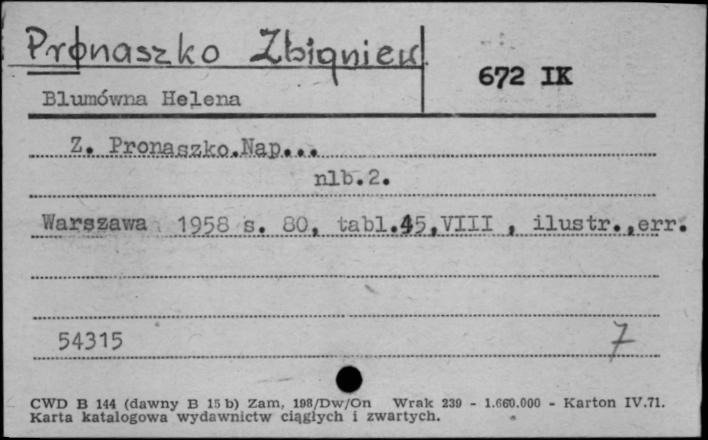 Pronaszko Zbigniew
672 IK
Blumówna Helena
Z. Pronaszko.Nap...
nlb.2.
Warszawa 1958 s. 80, tabl.45,VIII , ilustr.,err.
54315
7
CWD B 144 (dawny B 15 b) Zam, 198/Dw/On Wrak 239 - 1.660.000 - Karton IV.71.
Karta katalogowa wydawnictw ciągłych i zwartych.